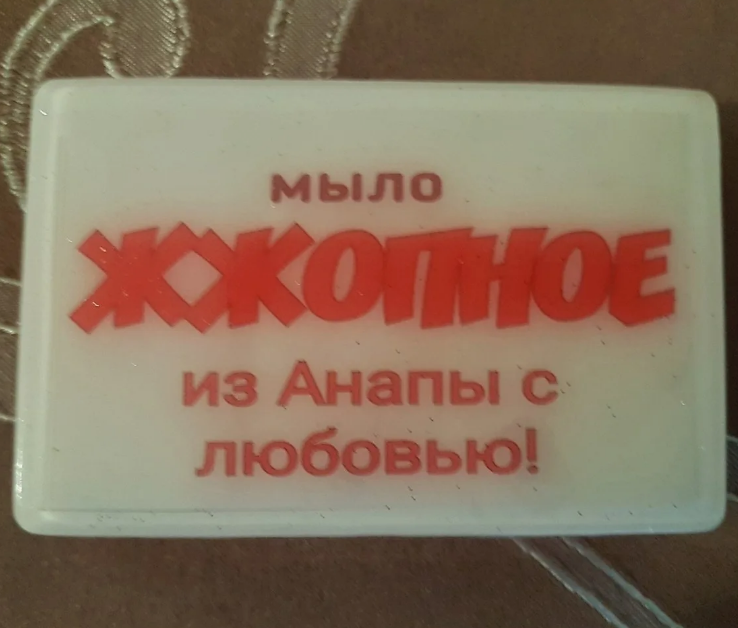 мыло
ЖЖОПНОЕ
из Анапы с
любовью!